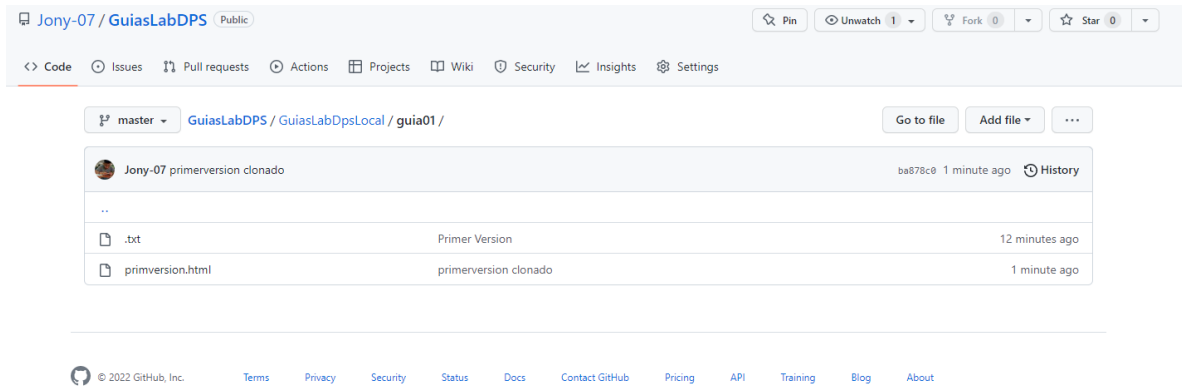 Jony-07 / GuiasLabDPS Public Pin Unwatch 1 Fork 0 Star 0
Code Issues Pull requests Actions Projects Wiki Security Insights Settings
master GuiasLabDPS / GuiasLabDpsLocal / guia01 / Go to file Add file ...
Jony-07 primerversion clonado ba878c0 1 minute ago History
..
.txt Primer Version 12 minutes ago
primversion.html primerversion clonado 1 minute ago
© 2022 GitHub, Inc. Terms Privacy Security Status Docs Contact GitHub Pricing API Training Blog About